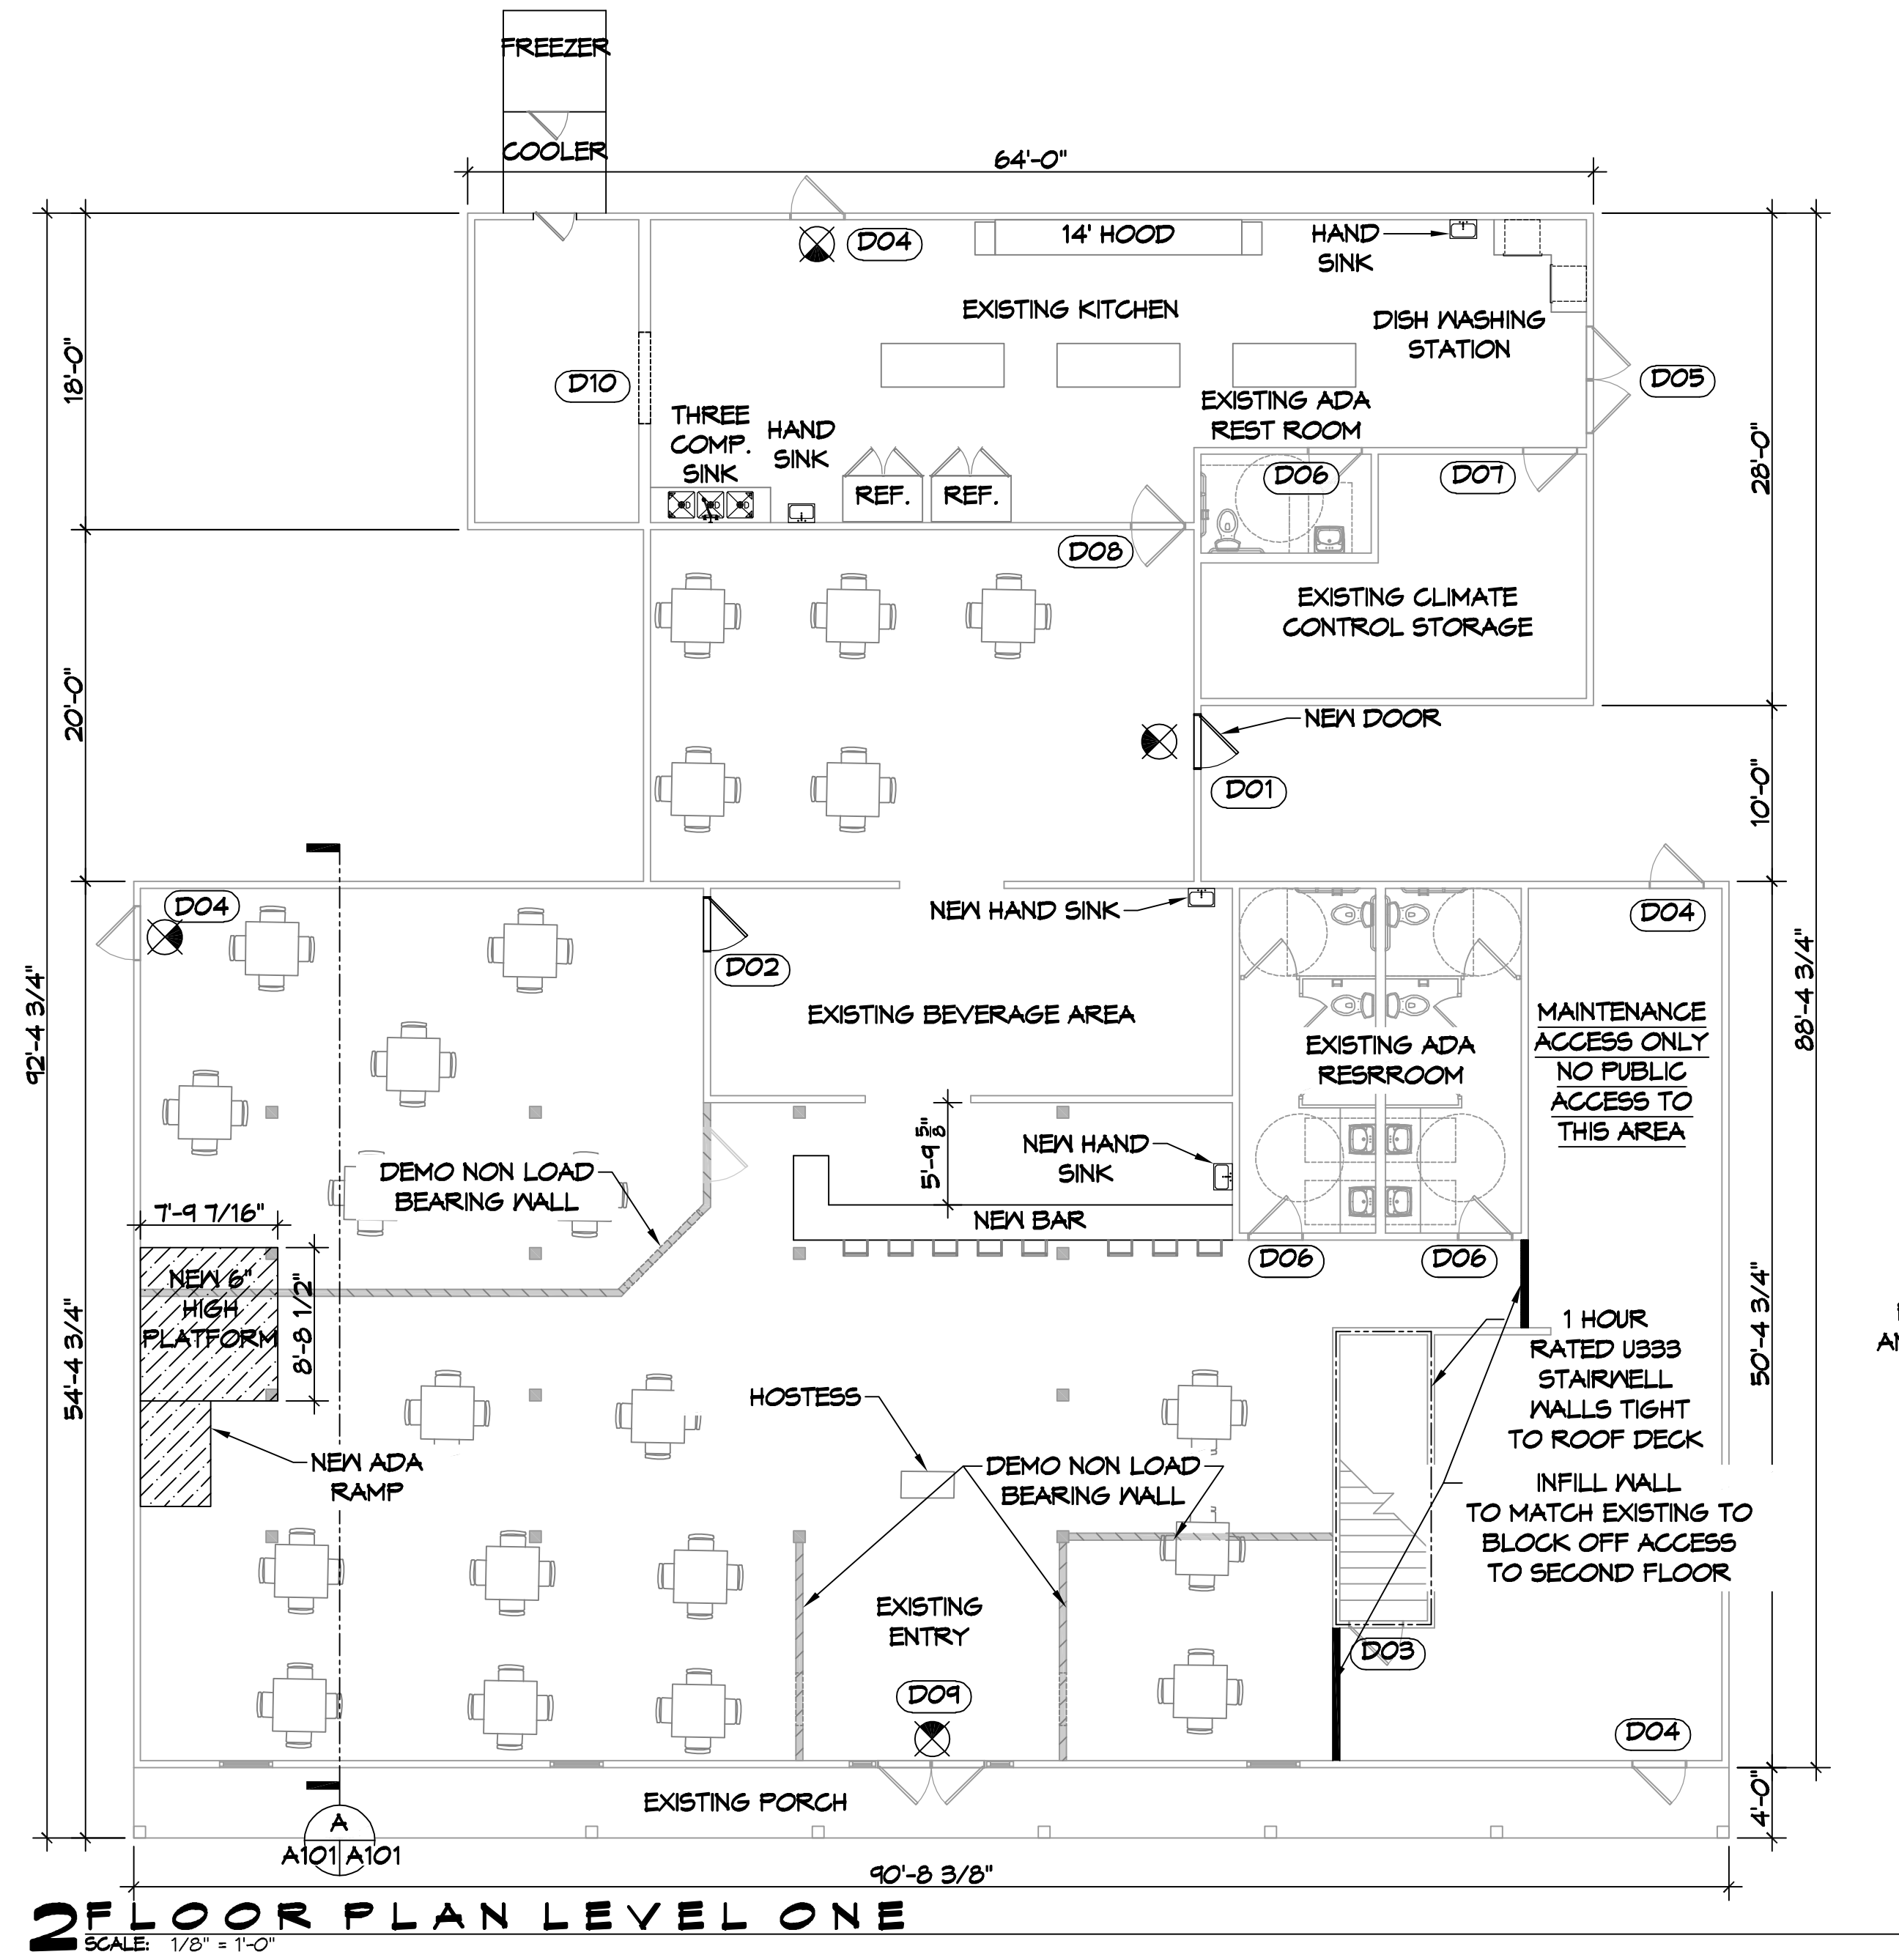 FREEZER
COOLER
64'-0"
D04
14' HOOD
HAND
SINK
EXISTING KITCHEN
DISH WASHING
STATION
18'-0"
D10
D05
THREE
COMP.
SINK
HAND
SINK
EXISTING ADA
REST ROOM
28'-0"
REF.
REF.
D06
D07
D08
EXISTING CLIMATE
CONTROL STORAGE
20'-0"
NEW DOOR
D01
10'-0"
D04
NEW HAND SINK
D04
D02
92'-4 3/4"
88'-4 3/4"
EXISTING BEVERAGE AREA
EXISTING ADA
RESRROOM
MAINTENANCE
ACCESS ONLY
NO PUBLIC
ACCESS TO
THIS AREA
5'-9 5/8
NEW HAND
SINK
DEMO NON LOAD
BEARING WALL
7'-9 7/16"
NEW BAR
D06
D06
NEW 6"
HIGH
PLATFORM
8'-8 1/2"
54'-4 3/4"
50'-4 3/4"
1 HOUR
RATED U333
STAIRWELL
WALLS TIGHT
TO ROOF DECK
AN
HOSTESS
NEW ADA
RAMP
DEMO NON LOAD
BEARING WALL
INFILL WALL
TO MATCH EXISTING TO
BLOCK OFF ACCESS
TO SECOND FLOOR
EXISTING
ENTRY
D03
D09
D04
EXISTING PORCH
4'-0"
A
A101 A101
90'-8 3/8"
2 FLOOR PLAN LEVEL ONE
SCALE: 1/8" = 1'-0"